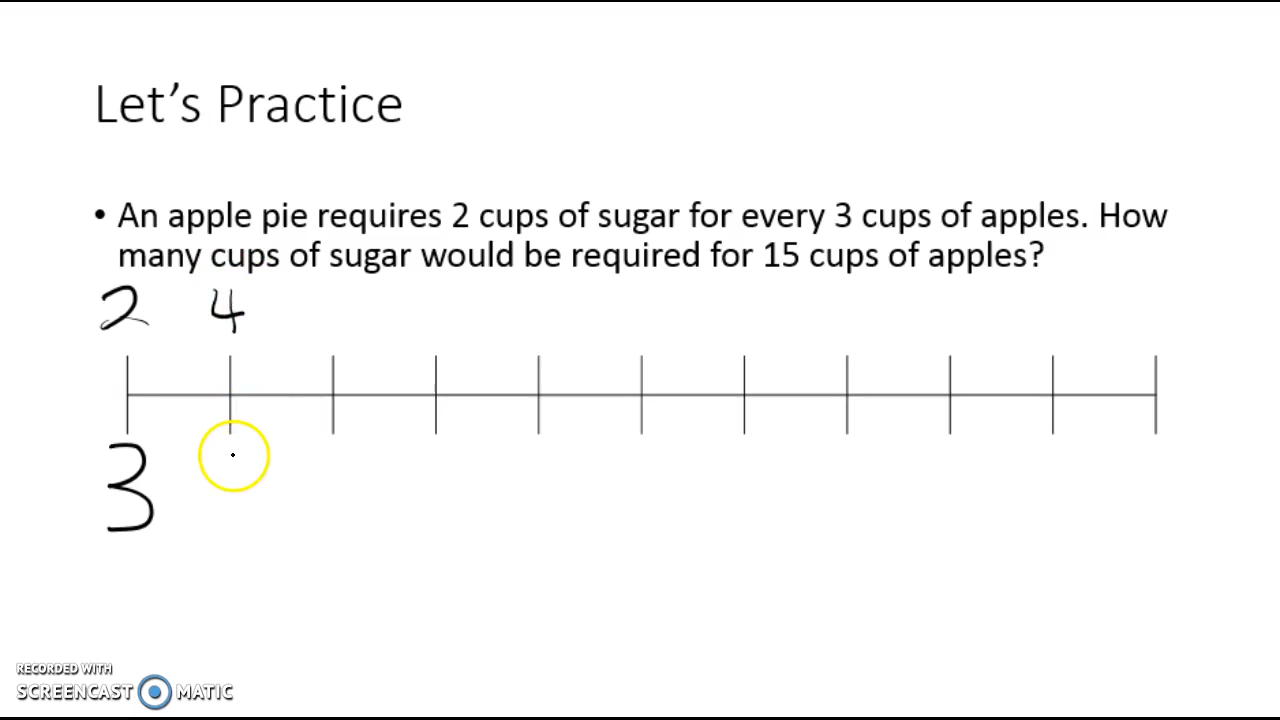 Let’s Practice
• An apple pie requires 2 cups of sugar for every 3 cups of apples. How
many cups of sugar would be required for 15 cups of apples?
2 4
3
RECORDED WITH
SCREENCAST MATIC